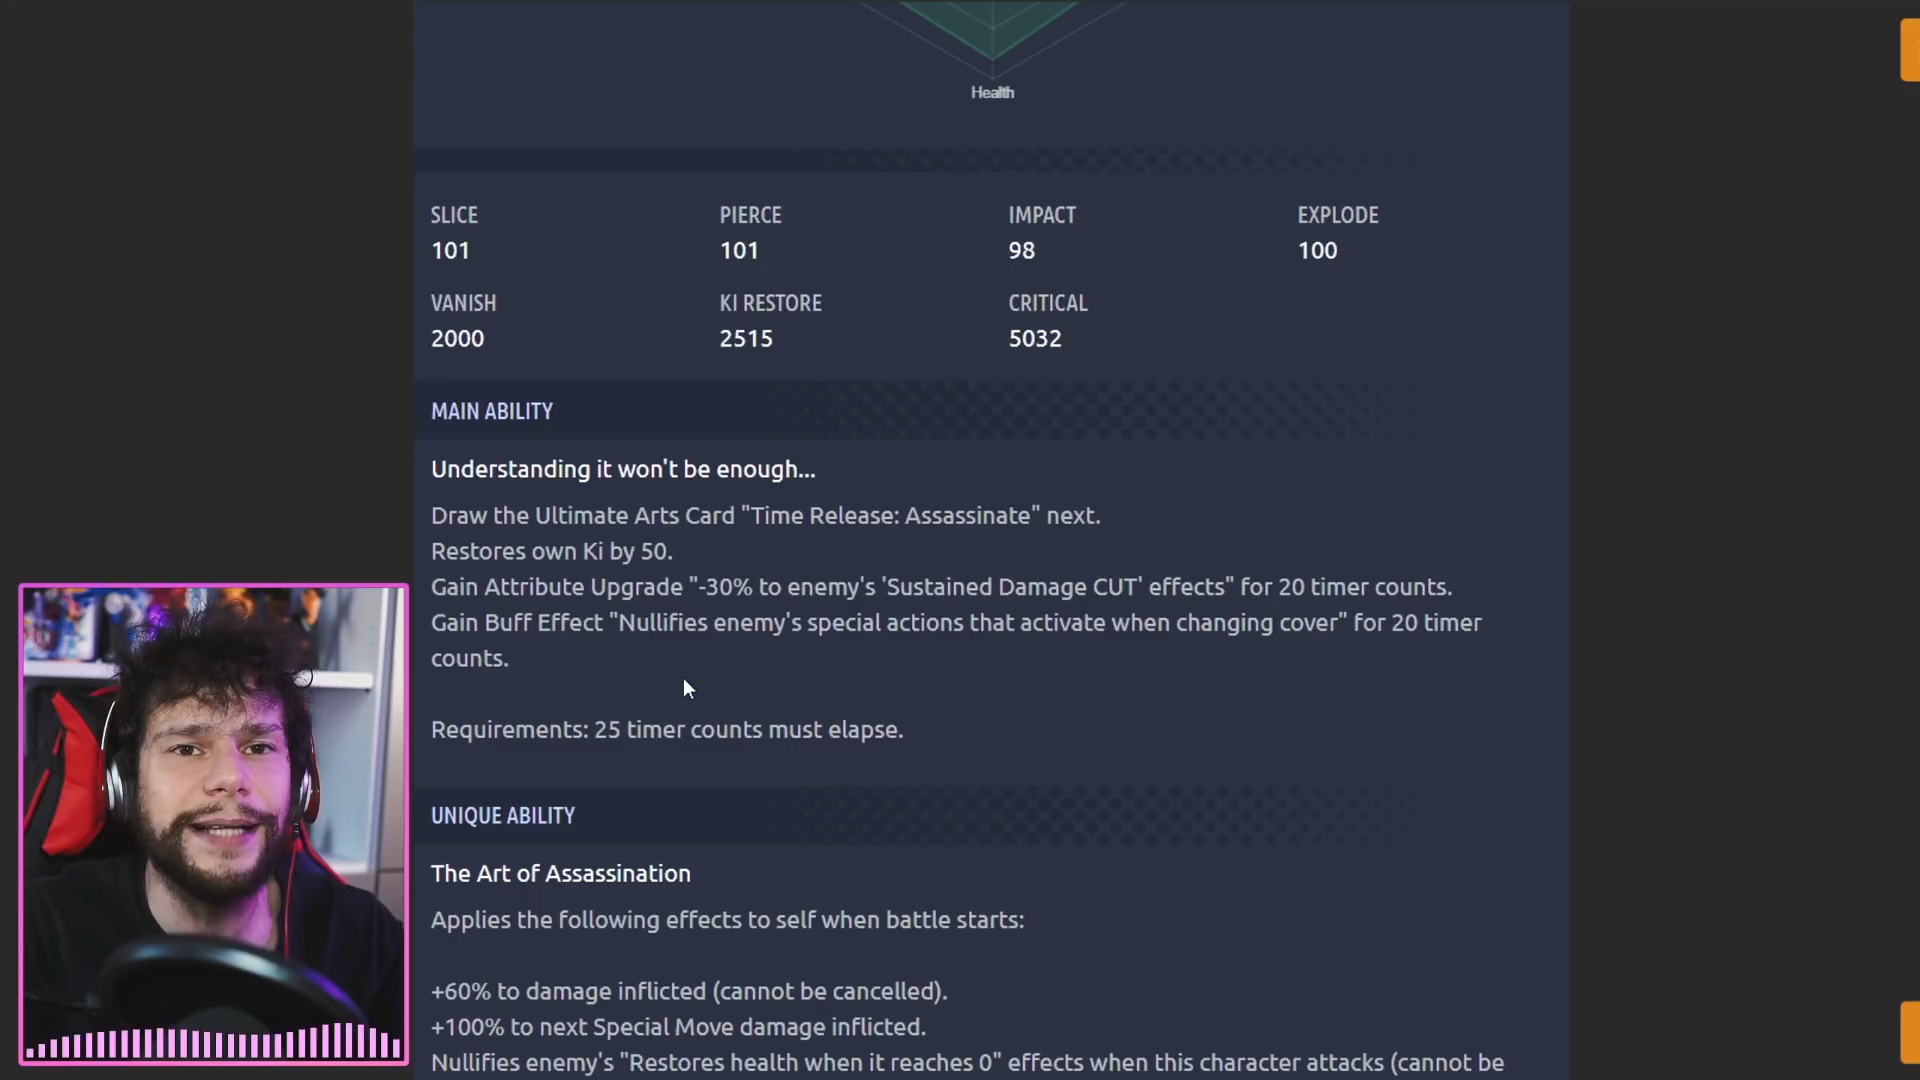 Health
SLICE PIERCE IMPACT EXPLODE
101 101 98 100
VANISH KI RESTORE CRITICAL
2000 2515 5032
MAIN ABILITY
Understanding it won't be enough...
Draw the Ultimate Arts Card "Time Release: Assassinate" next.
Restores own Ki by 50.
Gain Attribute Upgrade "-30% to enemy's 'Sustained Damage CUT' effects" for 20 timer counts.
Gain Buff Effect "Nullifies enemy's special actions that activate when changing cover" for 20 timer
counts.
Requirements: 25 timer counts must elapse.
UNIQUE ABILITY
The Art of Assassination
Applies the following effects to self when battle starts:
+60% to damage inflicted (cannot be cancelled).
+100% to next Special Move damage inflicted.
Nullifies enemy's "Restores health when it reaches 0" effects when this character attacks (cannot be